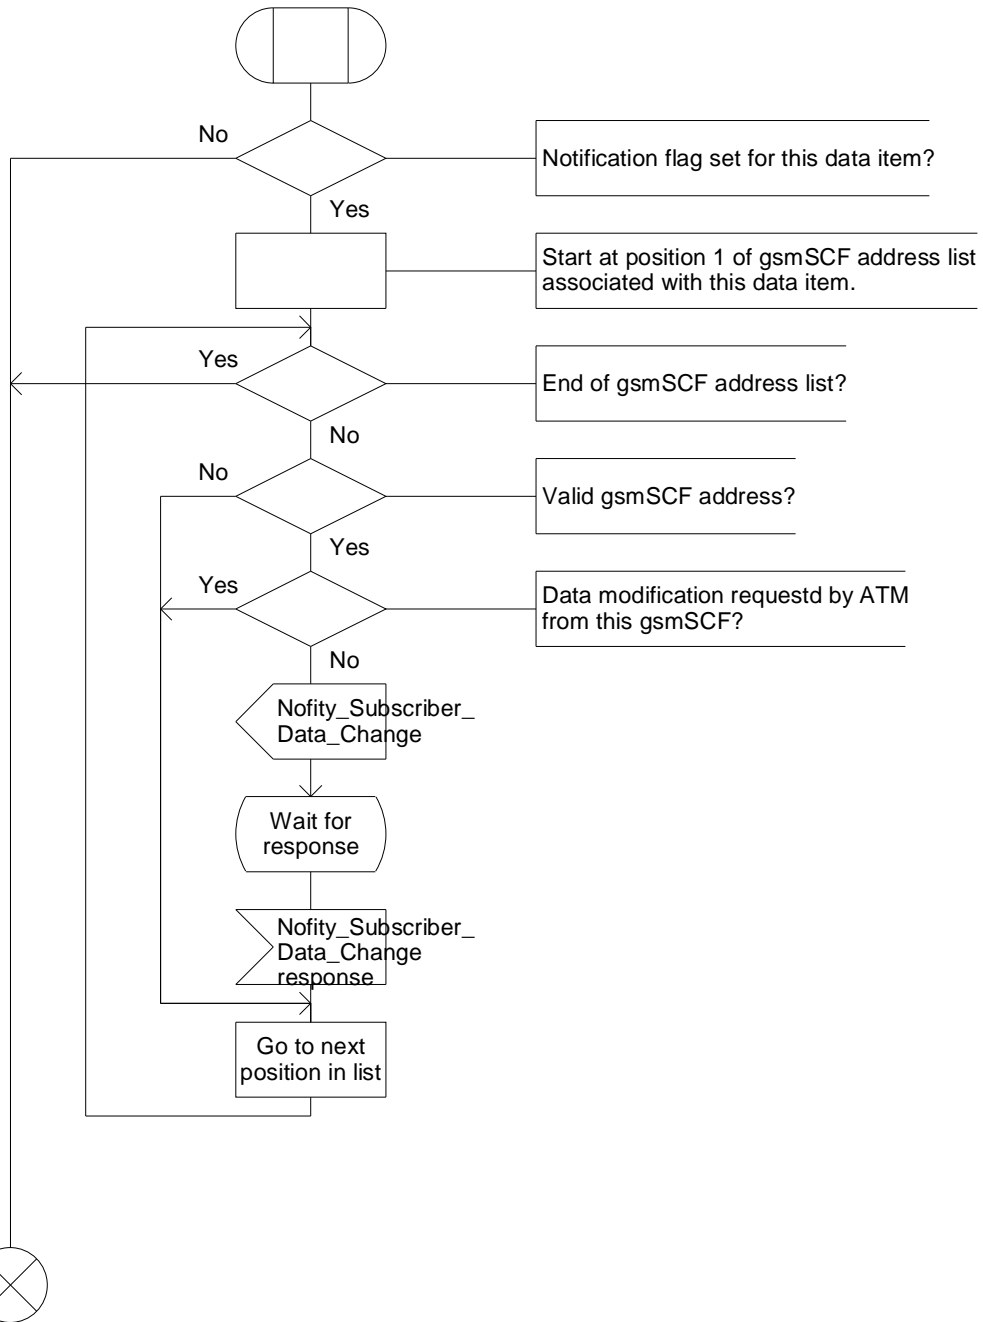 No
Notification flag set for this data item?
Yes
Start at position 1 of gsmSCF address list
associated with this data item.
Yes
End of gsmSCF address list?
No
No
Valid gsmSCF address?
Yes
Yes
Data modification requestd by ATM
from this gsmSCF?
No
Nofity_Subscriber_
Data_Change
Wait for
response
Nofity_Subscriber_
Data_Change
response
Go to next
position in list